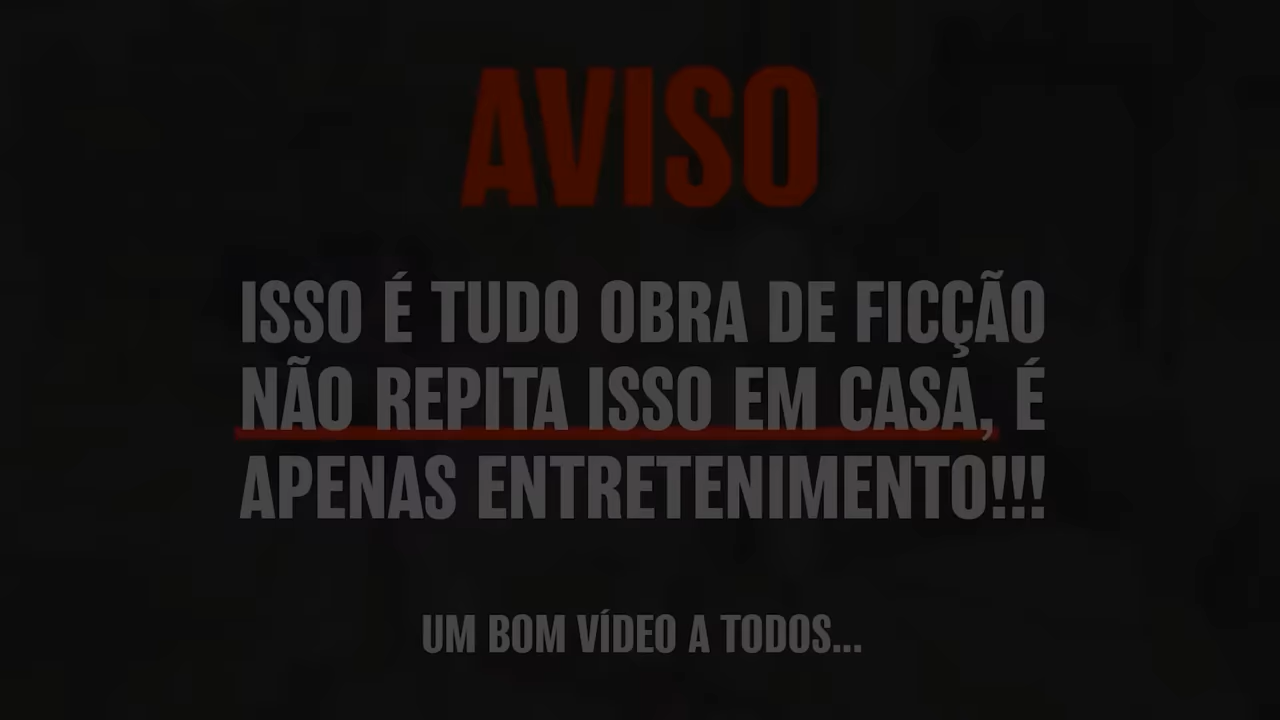 AVISO
ISSO É TUDO OBRA DE FICÇÃO
NÃO REPITA ISSO EM CASA, É
APENAS ENTRETENIMENTO!!!
UM BOM VÍDEO A TODOS...